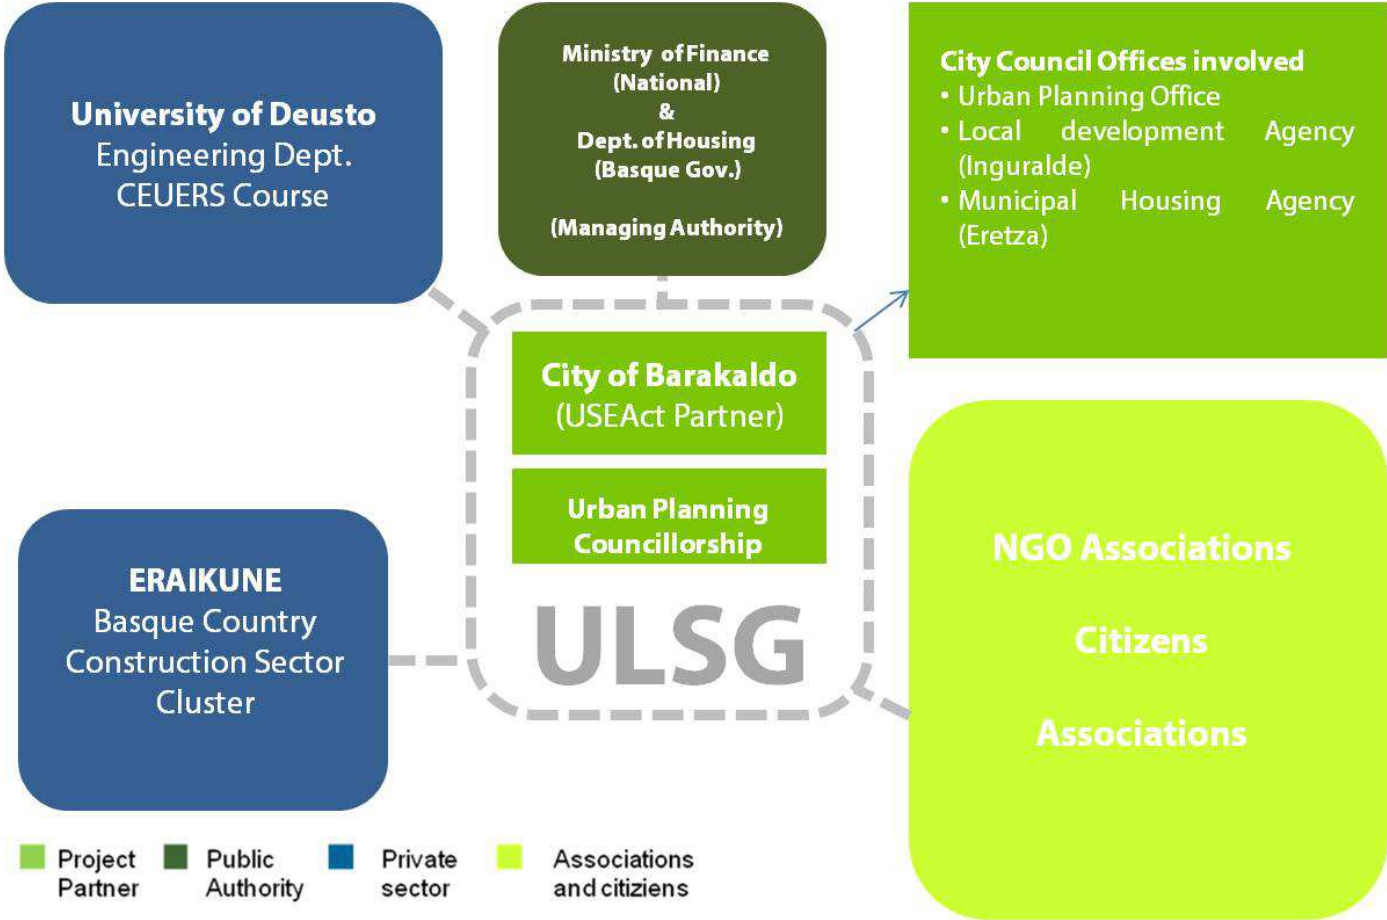 University of Deusto
Engineering Dept.
CEUERS Course
Ministry of Finance
(National)
&
Dept. of Housing
(Basque Gov.)
(Managing Authority)
City Council Offices involved
• Urban Planning Office
• Local development Agency
(Inguralde)
• Municipal Housing Agency
(Eretza)
City of Barakaldo
(USEAct Partner)
Urban Planning
Councillorship
ULSG
ERAIKUNE
Basque Country
Construction Sector
Cluster
NGO Associations
Citizens
Associations
Project
Partner
Public
Authority
Private
sector
Associations
and citiziens